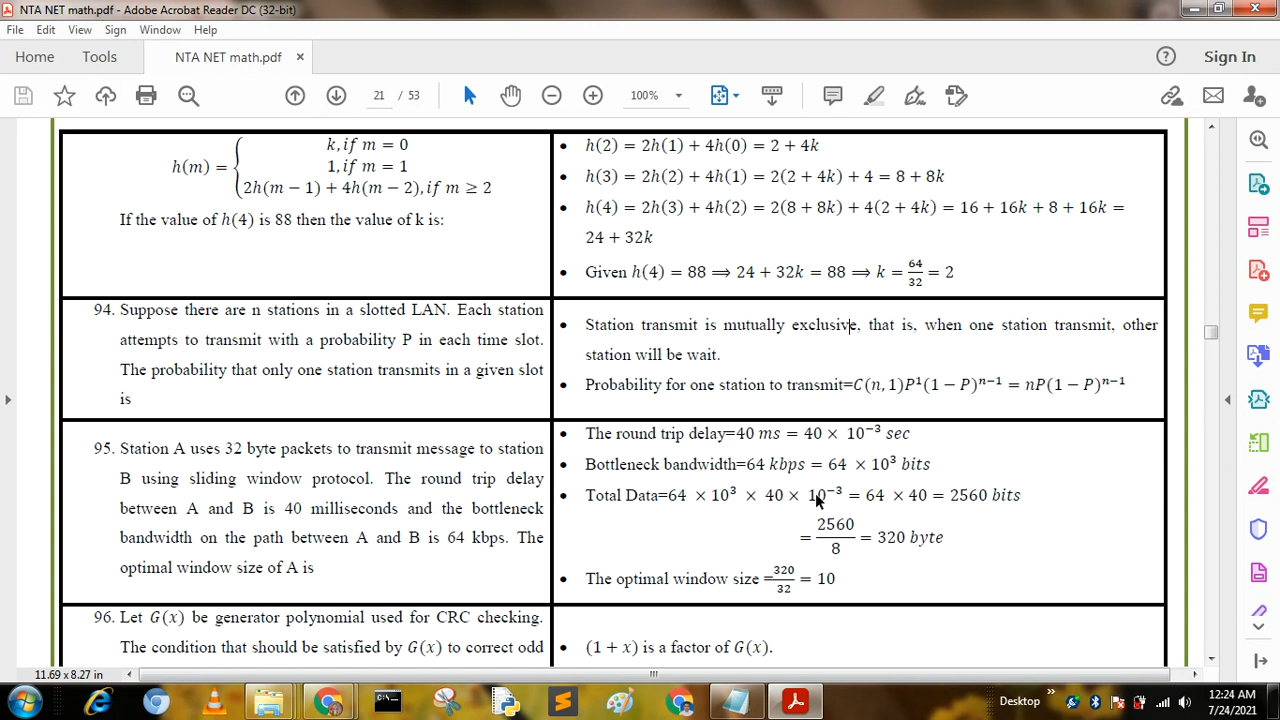 NTA NET math.pdf - Adobe Acrobat Reader DC (32-bit)
File Edit View Sign Window Help
Home Tools NTA NET math.pdf × Sign In
21 / 53 100%
h(m) = { k, if m = 0
1, if m = 1
2h(m − 1) + 4h(m − 2), if m ≥ 2
If the value of h(4) is 88 then the value of k is:
• h(2) = 2h(1) + 4h(0) = 2 + 4k
• h(3) = 2h(2) + 4h(1) = 2(2 + 4k) + 4 = 8 + 8k
• h(4) = 2h(3) + 4h(2) = 2(8 + 8k) + 4(2 + 4k) = 16 + 16k + 8 + 16k =
24 + 32k
• Given h(4) = 88 ⟹ 24 + 32k = 88 ⟹ k = 64/32 = 2
94. Suppose there are n stations in a slotted LAN. Each station
attempts to transmit with a probability P in each time slot.
The probability that only one station transmits in a given slot
is
• Station transmit is mutually exclusive, that is, when one station transmit, other
station will be wait.
• Probability for one station to transmit=C(n, 1)P¹(1 − P)ⁿ⁻¹ = nP(1 − P)ⁿ⁻¹
95. Station A uses 32 byte packets to transmit message to station
B using sliding window protocol. The round trip delay
between A and B is 40 milliseconds and the bottleneck
bandwidth on the path between A and B is 64 kbps. The
optimal window size of A is
• The round trip delay=40 ms = 40 × 10⁻³ sec
• Bottleneck bandwidth=64 kbps = 64 × 10³ bits
• Total Data=64 × 10³ × 40 × 10⁻³ = 64 × 40 = 2560 bits
= 2560/8 = 320 byte
• The optimal window size = 320/32 = 10
96. Let G(x) be generator polynomial used for CRC checking.
The condition that should be satisfied by G(x) to correct odd
• (1 + x) is a factor of G(x).
11.69 x 8.27 in
Desktop » 12:24 AM
7/24/2021